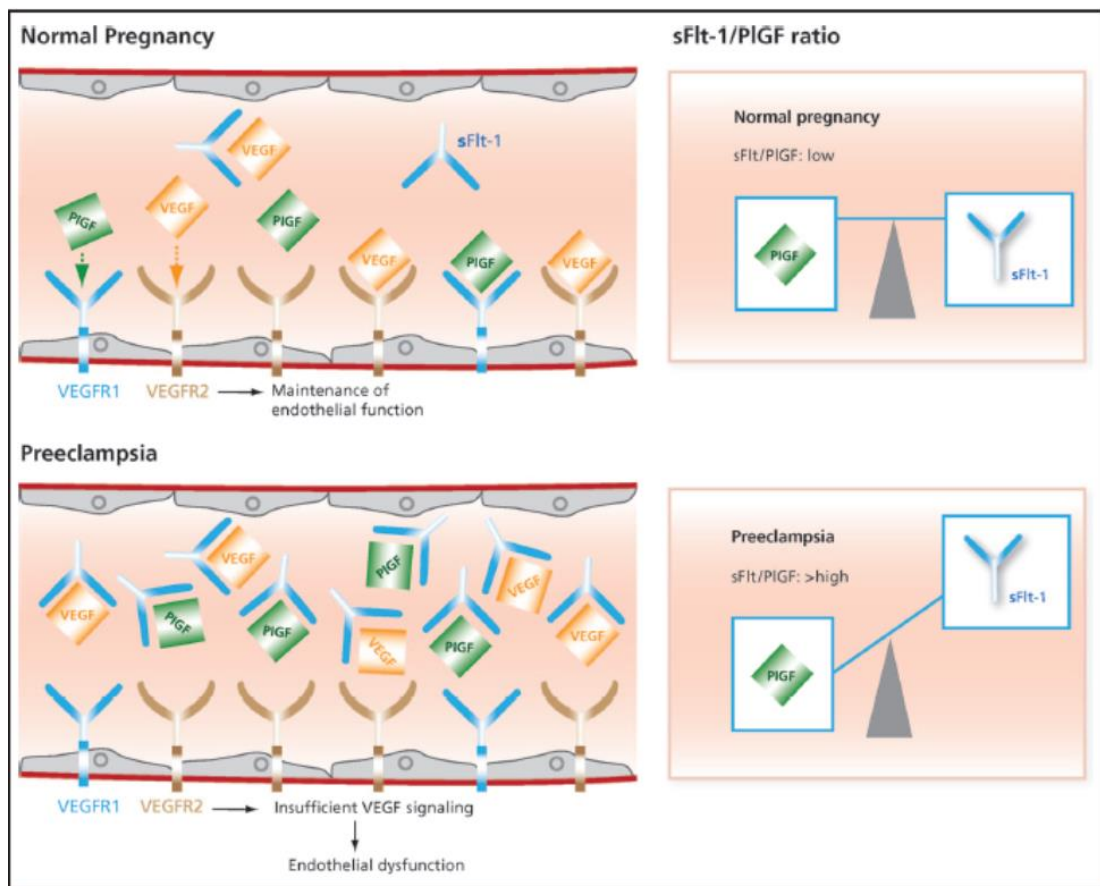 Normal Pregnancy
sFlt-1/PlGF ratio
VEGF
sFlt-1
PlGF
VEGF
PlGF
VEGF
PlGF
VEGF
VEGFR1
VEGFR2
Maintenance of
endothelial function
Normal pregnancy
sFlt/PlGF: low
PlGF
sFlt-1
Preeclampsia
VEGF
PlGF
VEGF
PlGF
VEGF
PlGF
VEGF
PlGF
VEGF
VEGFR1
VEGFR2
Insufficient VEGF signaling
Endothelial dysfunction
Preeclampsia
sFlt/PlGF: >high
sFlt-1
PlGF